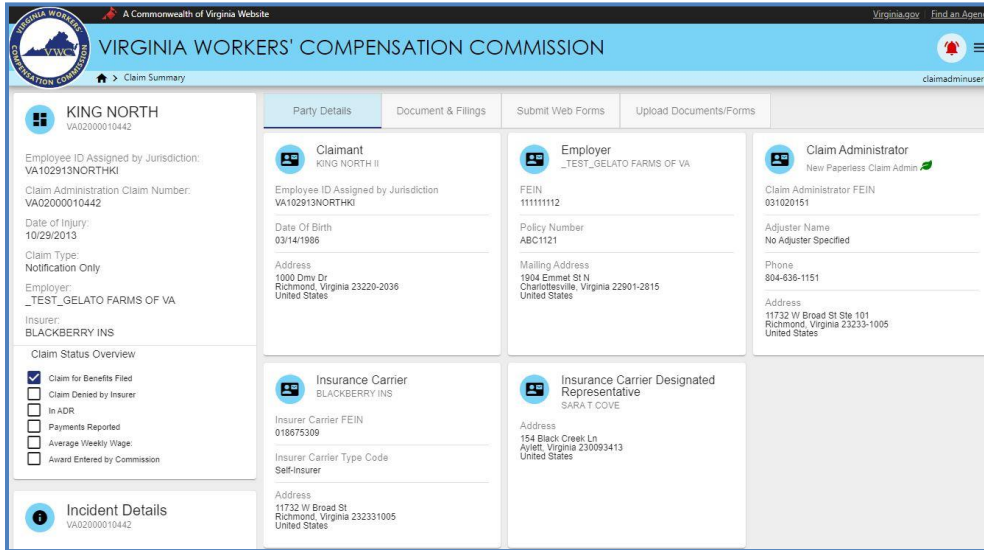 A Commonwealth of Virginia Website
Virginia.gov Find an Agen
VIRGINIA WORKERS' COMPENSATION COMMISSION
VIRGINIA WORKERS' COMPENSATION COMMISSION
VWC
> Claim Summary
claimadminuser
KING NORTH
VA02000010442
Employee ID Assigned by Jurisdiction:
VA102913NORTHKI
Claim Administration Claim Number:
VA02000010442
Date of Injury:
10/29/2013
Claim Type:
Notification Only
Employer:
_TEST_GELATO FARMS OF VA
Insurer:
BLACKBERRY INS
Claim Status Overview
Claim for Benefits Filed
Claim Denied by Insurer
In ADR
Payments Reported
Average Weekly Wage:
Award Entered by Commission
Incident Details
VA02000010442
Party Details
Document & Filings
Submit Web Forms
Upload Documents/Forms
Claimant
KING NORTH II
Employee ID Assigned by Jurisdiction
VA102913NORTHKI
Date Of Birth
03/14/1986
Address
1000 Dmv Dr
Richmond, Virginia 23220-2036
United States
Employer
_TEST_GELATO FARMS OF VA
FEIN
111111112
Policy Number
ABC1121
Mailing Address
1904 Emmet St N
Charlottesville, Virginia 22901-2815
United States
Claim Administrator
New Paperless Claim Admin
Claim Administrator FEIN
031020151
Adjuster Name
No Adjuster Specified
Phone
804-636-1151
Address
11732 W Broad St Ste 101
Richmond, Virginia 23233-1005
United States
Insurance Carrier
BLACKBERRY INS
Insurer Carrier FEIN
018675309
Insurer Carrier Type Code
Self-Insurer
Address
11732 W Broad St
Richmond, Virginia 232331005
United States
Insurance Carrier Designated
Representative
SARA T COVE
Address
154 Black Creek Ln
Aylett, Virginia 230093413
United States